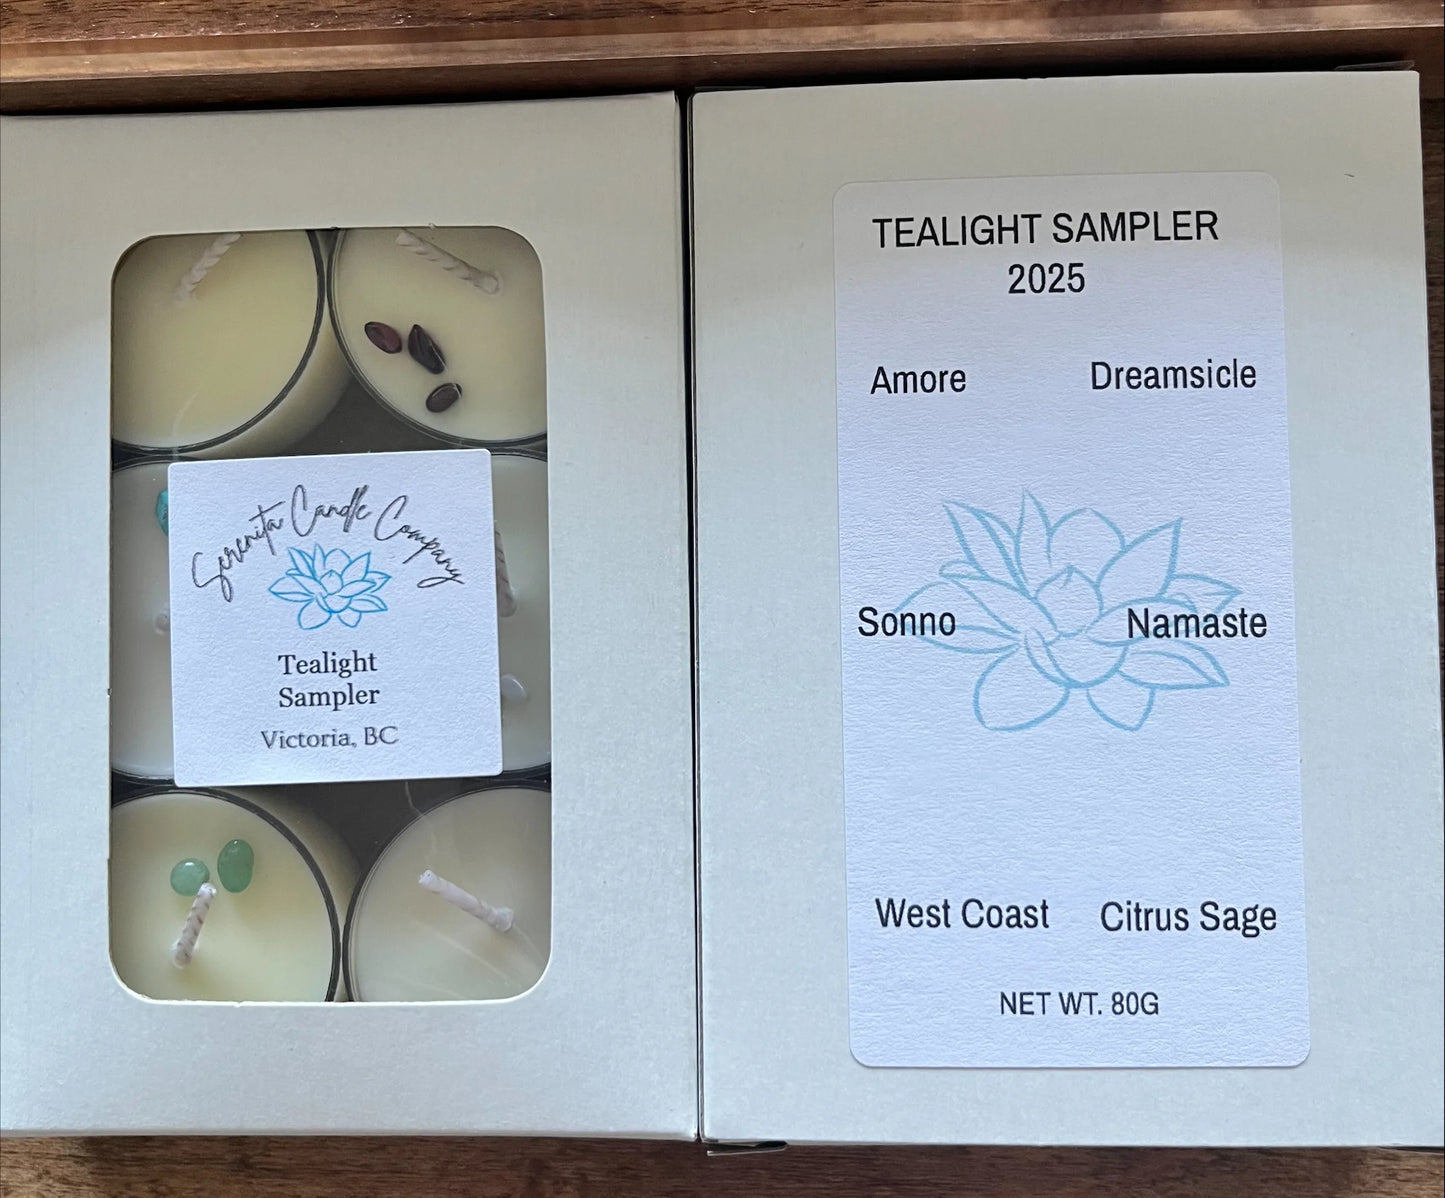 Serenita Candle Company
Tealight
Sampler
Victoria, BC
TEALIGHT SAMPLER
2025
Amore Dreamsicle
Sonno Namaste
West Coast Citrus Sage
NET WT. 80G